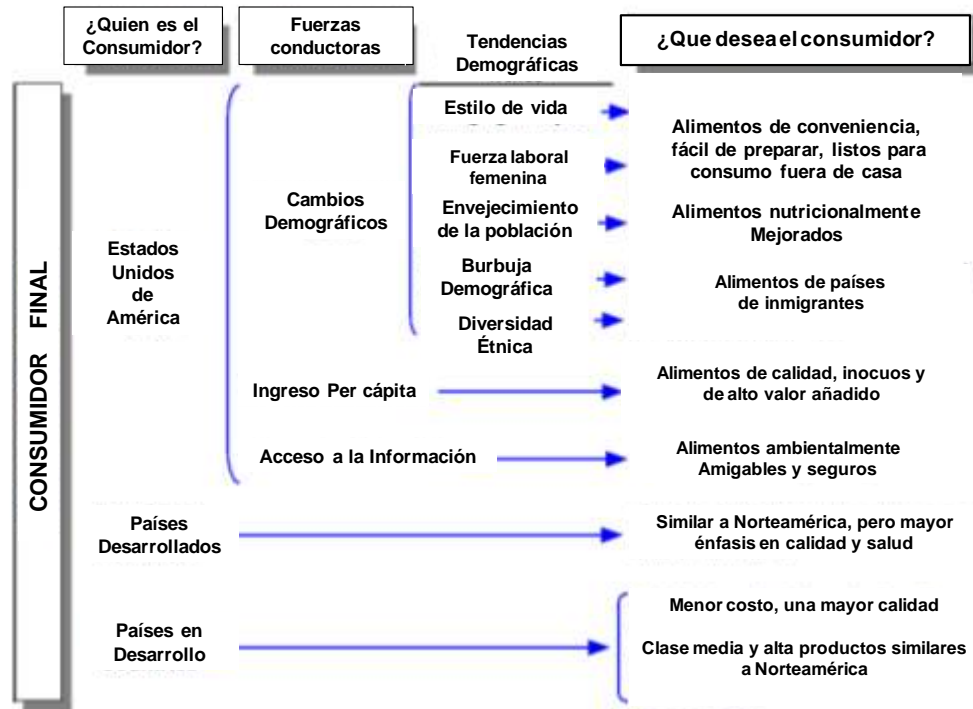 ¿Quien es el
Consumidor?
Fuerzas
conductoras
Tendencias
Demográficas
¿Que desea el consumidor?
CONSUMIDOR FINAL
Estados
Unidos
de
América
Cambios
Demográficos
Estilo de vida
Fuerza laboral
femenina
Envejecimiento
de la población
Burbuja
Demográfica
Diversidad
Étnica
Alimentos de conveniencia,
fácil de preparar, listos para
consumo fuera de casa
Alimentos nutricionalmente
Mejorados
Alimentos de países
de inmigrantes
Ingreso Per cápita
Alimentos de calidad, inocuos y
de alto valor añadido
Acceso a la Información
Alimentos ambientalmente
Amigables y seguros
Países
Desarrollados
Similar a Norteamérica, pero mayor
énfasis en calidad y salud
Países en
Desarrollo
Menor costo, una mayor calidad
Clase media y alta productos similares
a Norteamérica